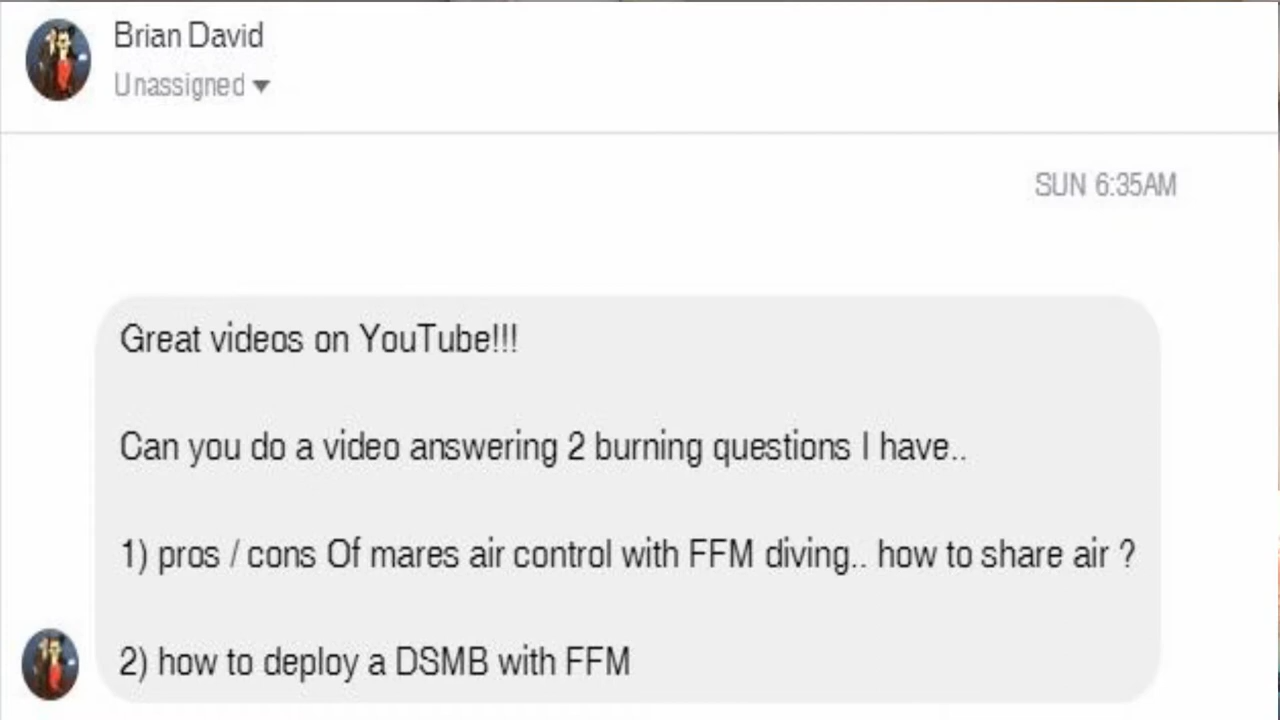 Brian David
Unassigned
SUN 6:35AM
Great videos on YouTube!!!
Can you do a video answering 2 burning questions I have..
1) pros / cons Of mares air control with FFM diving.. how to share air ?
2) how to deploy a DSMB with FFM